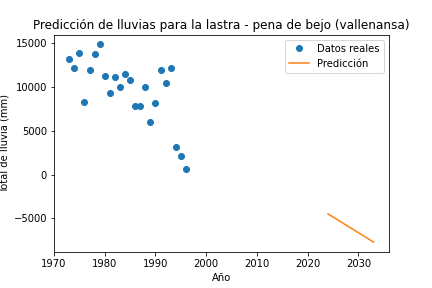 Predicción de lluvias para la lastra - pena de bejo (vallenansa)
Total de lluvia (mm)
15000
10000
5000
0
−5000
Datos reales
Predicción
1970 1980 1990 2000 2010 2020 2030
Año